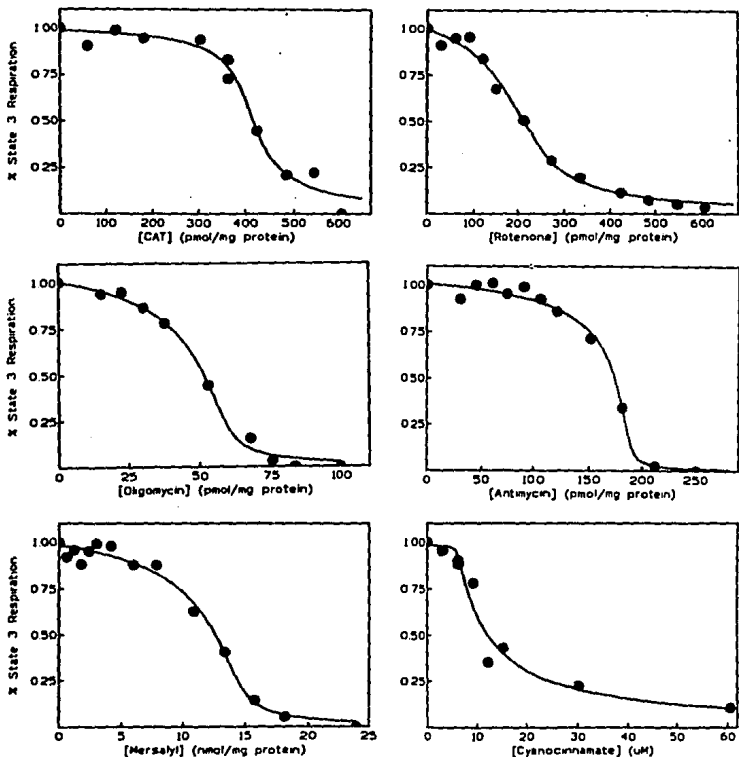 % State 3 Respiration
1.00
0.75
0.50
0.25
0 100 200 300 400 500 600
[CAT] (pmol/mg protein)
1.00
0.75
0.50
0.25
0 100 200 300 400 500 600
[Rotenone] (pmol/mg protein)
% State 3 Respiration
1.00
0.75
0.50
0.25
0 25 50 75 100
[Oligomycin] (pmol/mg protein)
1.00
0.75
0.50
0.25
0 50 100 150 200 250
[Antimycin] (pmol/mg protein)
% State 3 Respiration
1.00
0.75
0.50
0.25
0 5 10 15 20 25
[Mersalyl] (nmol/mg protein)
1.00
0.75
0.50
0.25
0 10 20 30 40 50 60
[Cyanocinnamate] (uM)